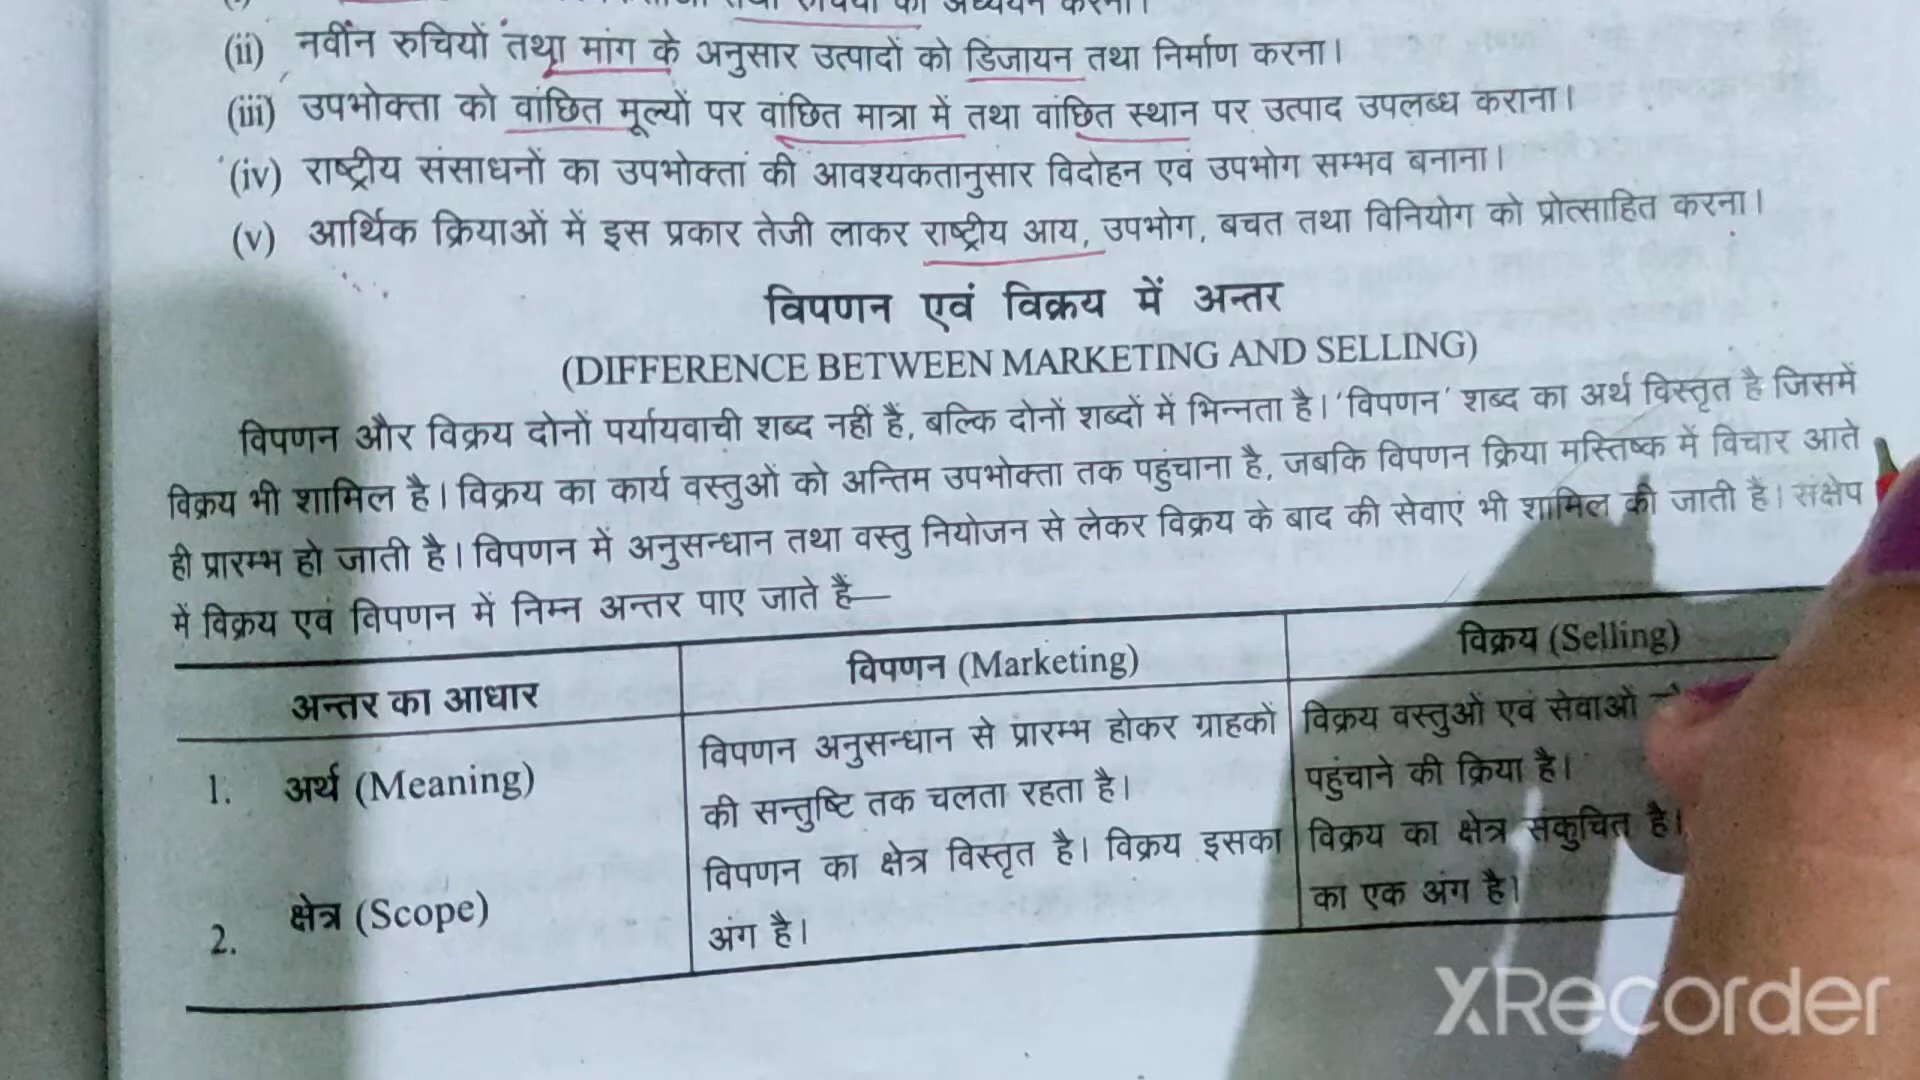 तथा रुचियों का अध्ययन करना।
(ii) नवीन रुचियों तथा मांग के अनुसार उत्पादों को डिजायन तथा निर्माण करना।
(iii) उपभोक्ता को वांछित मूल्यों पर वांछित मात्रा में तथा वांछित स्थान पर उत्पाद उपलब्ध कराना।
(iv) राष्ट्रीय संसाधनों का उपभोक्ता की आवश्यकतानुसार विदोहन एवं उपभोग सम्भव बनाना।
(v) आर्थिक क्रियाओं में इस प्रकार तेजी लाकर राष्ट्रीय आय, उपभोग, बचत तथा विनियोग को प्रोत्साहित करना।
विपणन एवं विक्रय में अन्तर
(DIFFERENCE BETWEEN MARKETING AND SELLING)
विपणन और विक्रय दोनों पर्यायवाची शब्द नहीं हैं, बल्कि दोनों शब्दों में भिन्नता है। 'विपणन' शब्द का अर्थ विस्तृत है जिसमें
विक्रय भी शामिल है। विक्रय का कार्य वस्तुओं को अन्तिम उपभोक्ता तक पहुंचाना है, जबकि विपणन क्रिया मस्तिष्क में विचार आते
ही प्रारम्भ हो जाती है। विपणन में अनुसन्धान तथा वस्तु नियोजन से लेकर विक्रय के बाद की सेवाएं भी शामिल की जाती हैं। संक्षेप
में विक्रय एवं विपणन में निम्न अन्तर पाए जाते हैं—
अन्तर का आधार विपणन (Marketing) विक्रय (Selling)
1. अर्थ (Meaning) विपणन अनुसन्धान से प्रारम्भ होकर ग्राहकों विक्रय वस्तुओं एवं सेवाओं
की सन्तुष्टि तक चलता रहता है। पहुंचाने की क्रिया है।
2. क्षेत्र (Scope) विपणन का क्षेत्र विस्तृत है। विक्रय इसका विक्रय का क्षेत्र संकुचित है।
अंग है। का एक अंग है।
XRecorder